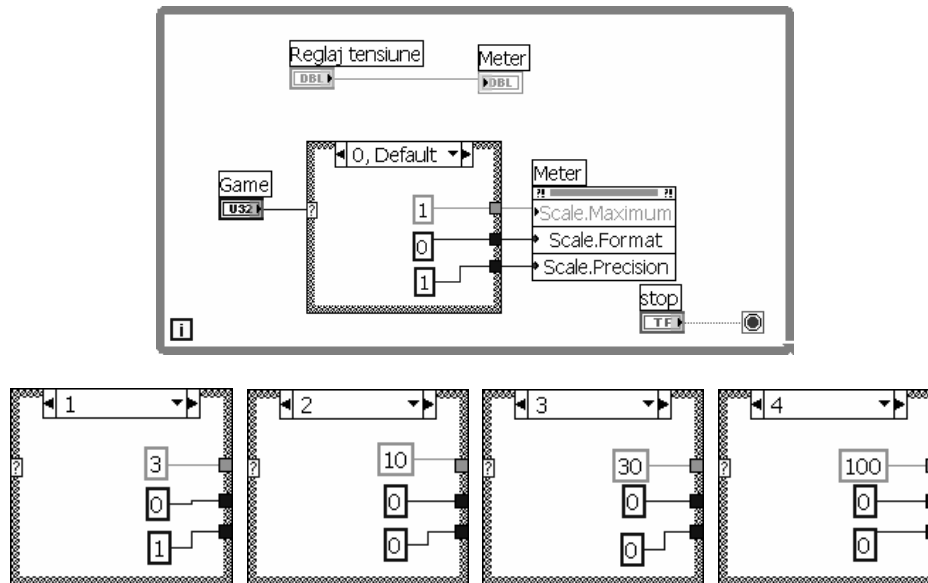 Reglaj tensiune
Meter
DBL
DBL
0, Default
Game
U32
?
1
0
1
Meter
?! ?!
Scale.Maximum
Scale.Format
Scale.Precision
stop
TF
i
1
?
3
0
1
2
?
10
0
0
3
?
30
0
0
4
?
100
0
0